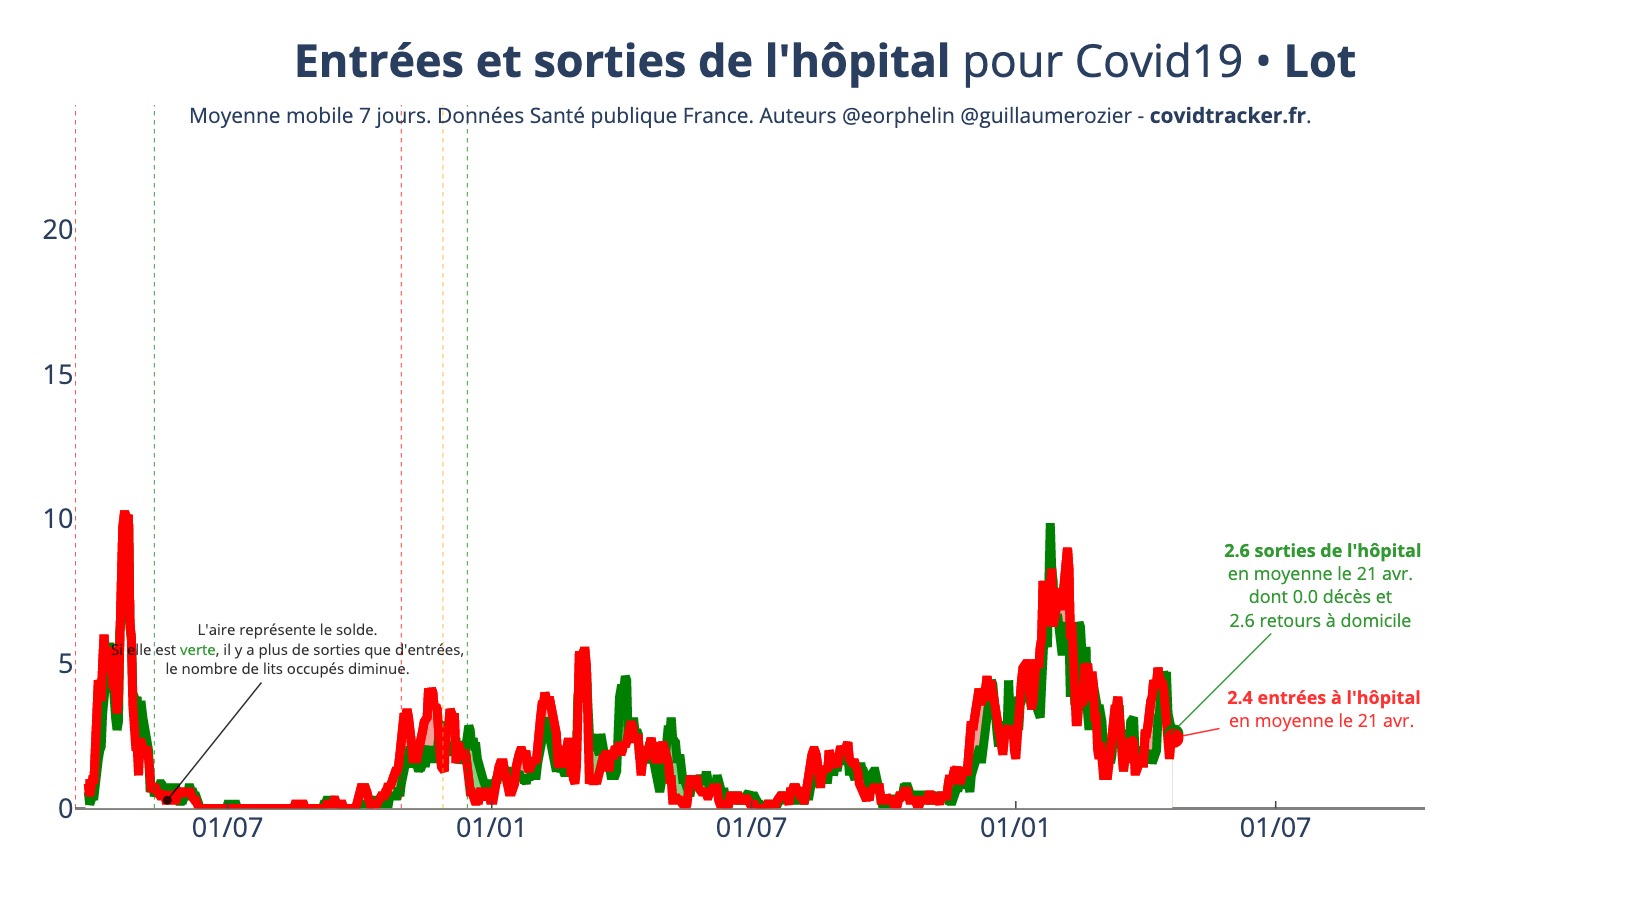 Entrées et sorties de l'hôpital pour Covid19 • Lot
Moyenne mobile 7 jours. Données Santé publique France. Auteurs @eorphelin @guillaumerozier - covidtracker.fr.
20
15
10
5
0
L'aire représente le solde.
Si elle est verte, il y a plus de sorties que d'entrées,
le nombre de lits occupés diminue.
2.6 sorties de l'hôpital
en moyenne le 21 avr.
dont 0.0 décès et
2.6 retours à domicile
2.4 entrées à l'hôpital
en moyenne le 21 avr.
01/07
01/01
01/07
01/01
01/07